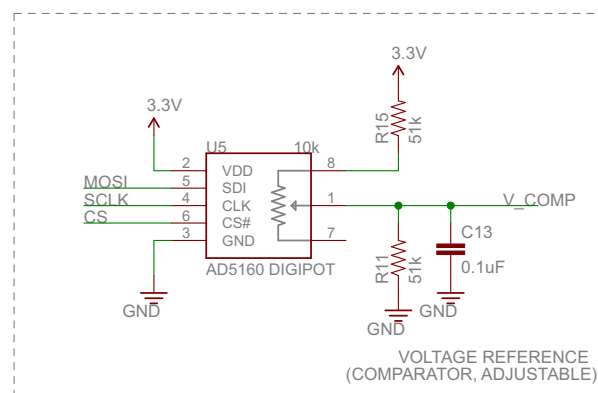 3.3V
3.3V
R15
51k
U5
10k
2
VDD
8
MOSI
5
SDI
SCLK
4
CLK
1
V_COMP
CS
6
CS#
3
GND
7
AD5160 DIGIPOT
R11
51k
C13
0.1uF
GND
GND
GND
VOLTAGE REFERENCE
(COMPARATOR, ADJUSTABLE)